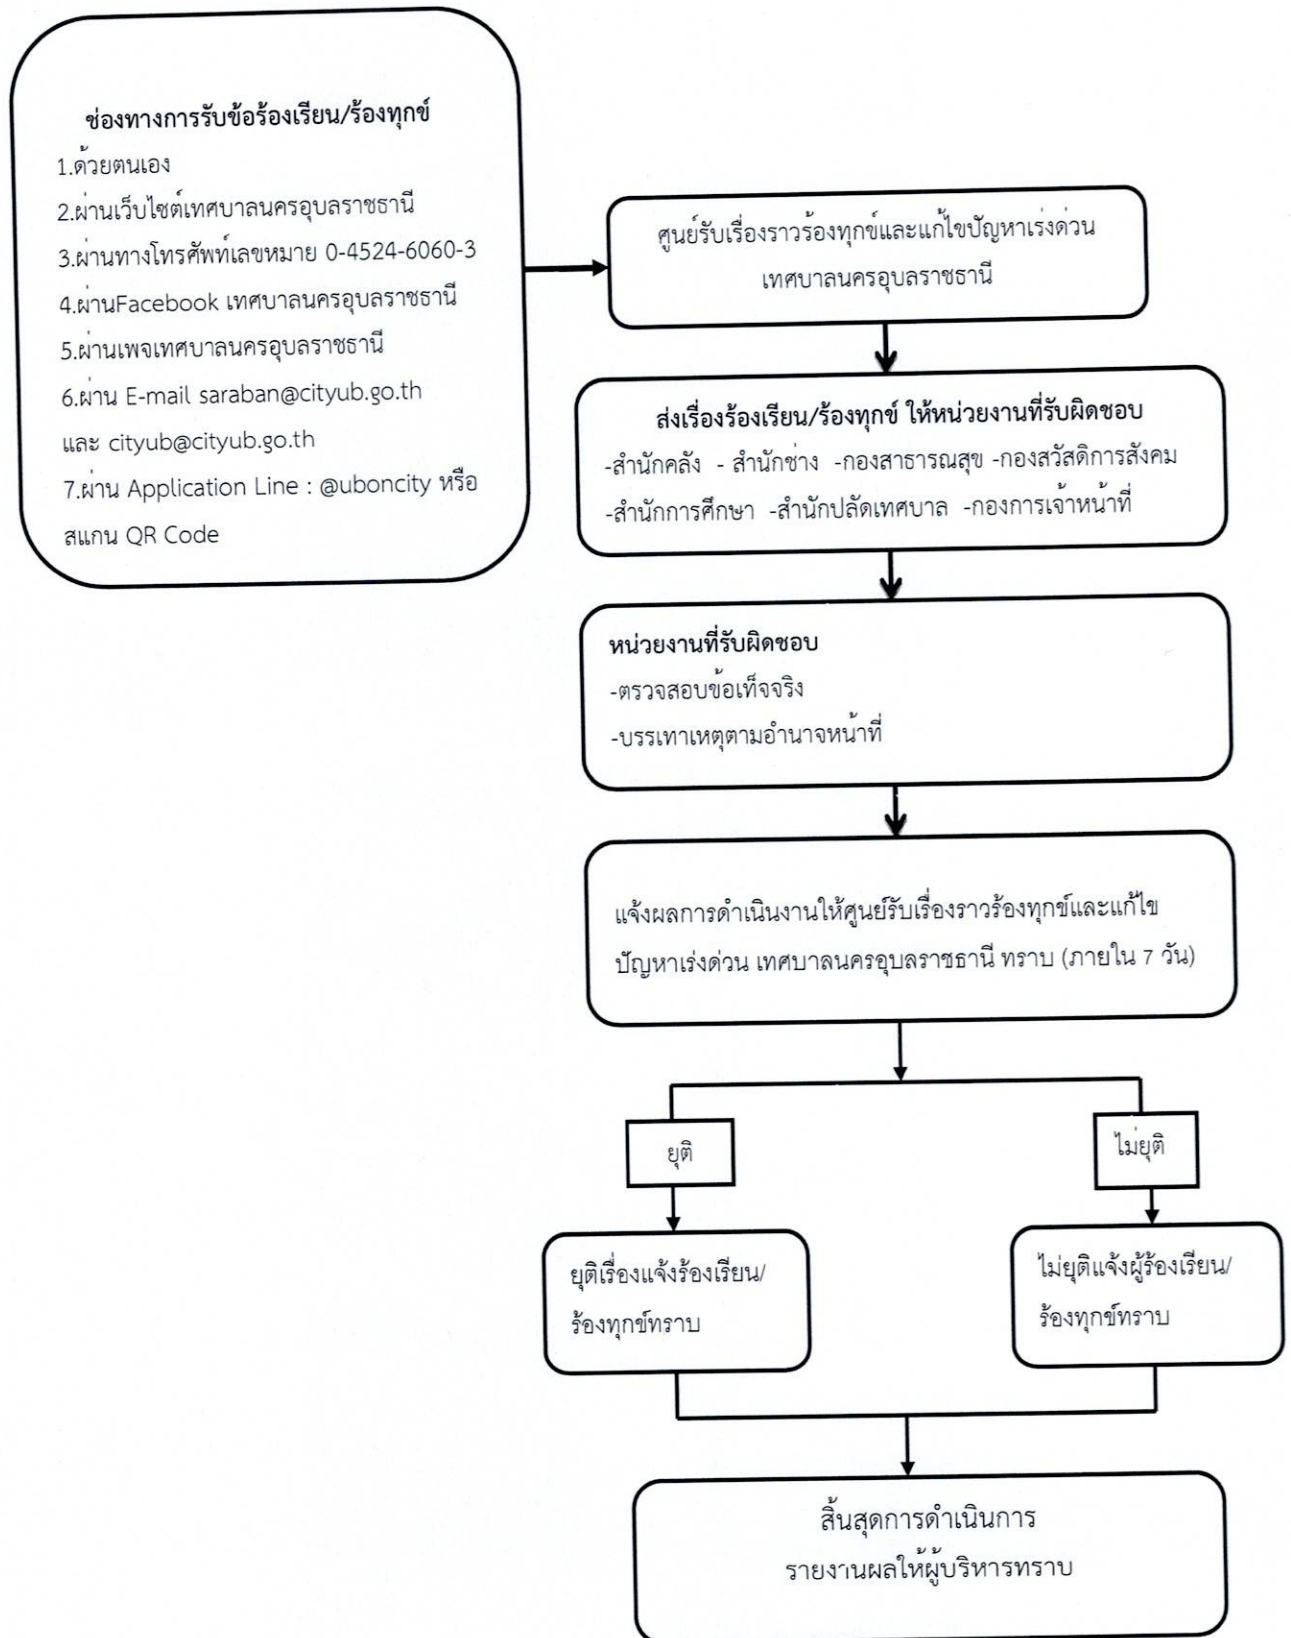 ช่องทางการรับข้อร้องเรียน/ร้องทุกข์
1.ด้วยตนเอง
2.ผ่านเว็บไซต์เทศบาลนครอุบลราชธานี
3.ผ่านทางโทรศัพท์เลขหมาย 0-4524-6060-3
4.ผ่านFacebook เทศบาลนครอุบลราชธานี
5.ผ่านเพจเทศบาลนครอุบลราชธานี
6.ผ่าน E-mail saraban@cityub.go.th
และ cityub@cityub.go.th
7.ผ่าน Application Line : @uboncity หรือ
สแกน QR Code
ศูนย์รับเรื่องราวร้องทุกข์และแก้ไขปัญหาเร่งด่วน
เทศบาลนครอุบลราชธานี
ส่งเรื่องร้องเรียน/ร้องทุกข์ ให้หน่วยงานที่รับผิดชอบ
-สำนักคลัง - สำนักช่าง -กองสาธารณสุข -กองสวัสดิการสังคม
-สำนักการศึกษา -สำนักปลัดเทศบาล -กองการเจ้าหน้าที่
หน่วยงานที่รับผิดชอบ
-ตรวจสอบข้อเท็จจริง
-บรรเทาเหตุตามอำนาจหน้าที่
แจ้งผลการดำเนินงานให้ศูนย์รับเรื่องราวร้องทุกข์และแก้ไข
ปัญหาเร่งด่วน เทศบาลนครอุบลราชธานี ทราบ (ภายใน 7 วัน)
ยุติ
ไม่ยุติ
ยุติเรื่องแจ้งร้องเรียน/
ร้องทุกข์ทราบ
ไม่ยุติแจ้งผู้ร้องเรียน/
ร้องทุกข์ทราบ
สิ้นสุดการดำเนินการ
รายงานผลให้ผู้บริหารทราบ